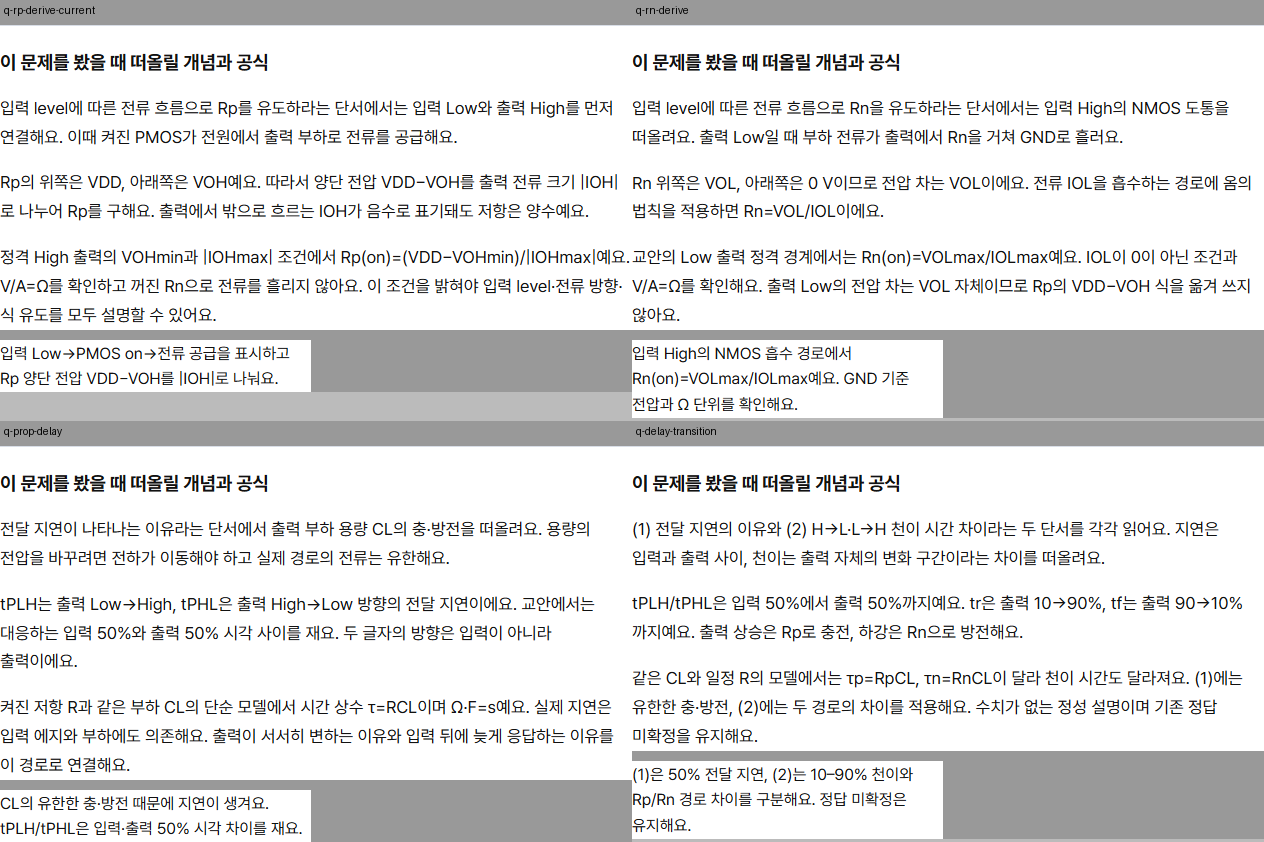 q-rp-derive-current
이 문제를 봤을 때 떠올릴 개념과 공식
입력 level에 따른 전류 흐름으로 Rp를 유도하라는 단서에서는 입력 Low와 출력 High를 먼저
연결해요. 이때 켜진 PMOS가 전원에서 출력 부하로 전류를 공급해요.
Rp의 위쪽은 VDD, 아래쪽은 VOH예요. 따라서 양단 전압 VDD−VOH를 출력 전류 크기 |IOH|
로 나누어 Rp를 구해요. 출력에서 밖으로 흐르는 IOH가 음수로 표기돼도 저항은 양수예요.
정격 High 출력의 VOHmin과 |IOHmax| 조건에서 Rp(on)=(VDD−VOHmin)/|IOHmax|예요.
V/A=Ω를 확인하고 꺼진 Rn으로 전류를 흘리지 않아요. 이 조건을 밝혀야 입력 level·전류 방향·
식 유도를 모두 설명할 수 있어요.
입력 Low→PMOS on→전류 공급을 표시하고
Rp 양단 전압 VDD−VOH를 |IOH|로 나눠요.
q-rn-derive
이 문제를 봤을 때 떠올릴 개념과 공식
입력 level에 따른 전류 흐름으로 Rn을 유도하라는 단서에서는 입력 High의 NMOS 도통을
떠올려요. 출력 Low일 때 부하 전류가 출력에서 Rn을 거쳐 GND로 흘러요.
Rn 위쪽은 VOL, 아래쪽은 0 V이므로 전압 차는 VOL이에요. 전류 IOL을 흡수하는 경로에 옴의
법칙을 적용하면 Rn=VOL/IOL이에요.
교안의 Low 출력 정격 경계에서는 Rn(on)=VOLmax/IOLmax예요. IOL이 0이 아닌 조건과
V/A=Ω를 확인해요. 출력 Low의 전압 차는 VOL 자체이므로 Rp의 VDD−VOH 식을 옮겨 쓰지
않아요.
입력 High의 NMOS 흡수 경로에서
Rn(on)=VOLmax/IOLmax예요. GND 기준
전압과 Ω 단위를 확인해요.
q-prop-delay
이 문제를 봤을 때 떠올릴 개념과 공식
전달 지연이 나타나는 이유라는 단서에서 출력 부하 용량 CL의 충·방전을 떠올려요. 용량의
전압을 바꾸려면 전하가 이동해야 하고 실제 경로의 전류는 유한해요.
tPLH는 출력 Low→High, tPHL은 출력 High→Low 방향의 전달 지연이에요. 교안에서는
대응하는 입력 50%와 출력 50% 시각 사이를 재요. 두 글자의 방향은 입력이 아니라
출력이에요.
켜진 저항 R과 같은 부하 CL의 단순 모델에서 시간 상수 τ=RCL이며 Ω·F=s예요. 실제 지연은
입력 에지와 부하에도 의존해요. 출력이 서서히 변하는 이유와 입력 뒤에 늦게 응답하는 이유를
이 경로로 연결해요.
CL의 유한한 충·방전 때문에 지연이 생겨요.
tPLH/tPHL은 입력·출력 50% 시각 차이를 재요.
q-delay-transition
이 문제를 봤을 때 떠올릴 개념과 공식
(1) 전달 지연의 이유와 (2) H→L·L→H 천이 시간 차이라는 두 단서를 각각 읽어요. 지연은
입력과 출력 사이, 천이는 출력 자체의 변화 구간이라는 차이를 떠올려요.
tPLH/tPHL은 입력 50%에서 출력 50%까지예요. tr은 출력 10→90%, tf는 출력 90→10%
까지예요. 출력 상승은 Rp로 충전, 하강은 Rn으로 방전해요.
같은 CL와 일정 R의 모델에서는 τp=RpCL, τn=RnCL이 달라 천이 시간도 달라져요. (1)에는
유한한 충·방전, (2)에는 두 경로의 차이를 적용해요. 수치가 없는 정성 설명이며 기존 정답
미확정을 유지해요.
(1)은 50% 전달 지연, (2)는 10–90% 천이와
Rp/Rn 경로 차이를 구분해요. 정답 미확정은
유지해요.